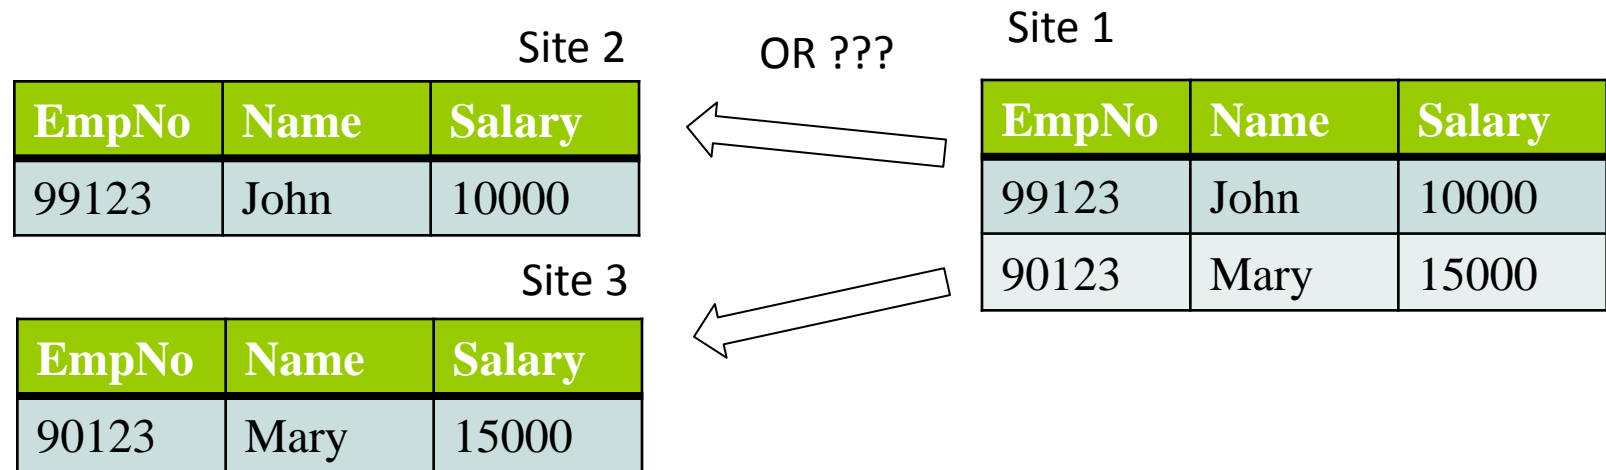 Site 2
OR ???
Site 1
EmpNo Name Salary
99123 John 10000
EmpNo Name Salary
99123 John 10000
90123 Mary 15000
Site 3
EmpNo Name Salary
90123 Mary 15000